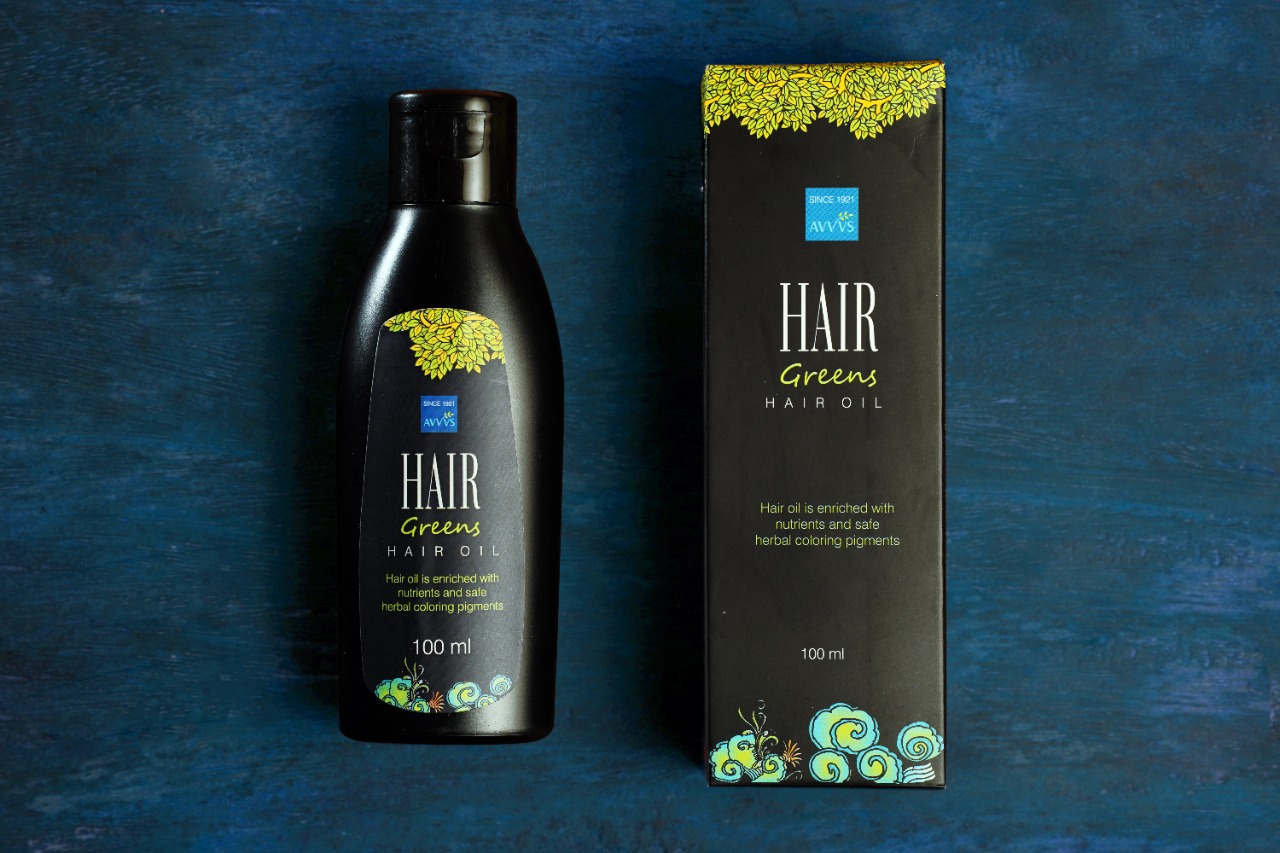 SINCE 1921
AVVVS
HAIR
Greens
HAIR OIL
Hair oil is enriched with
nutrients and safe
herbal coloring pigments
100 ml
SINCE 1921
AVVVS
HAIR
Greens
HAIR OIL
Hair oil is enriched with
nutrients and safe
herbal coloring pigments
100 ml